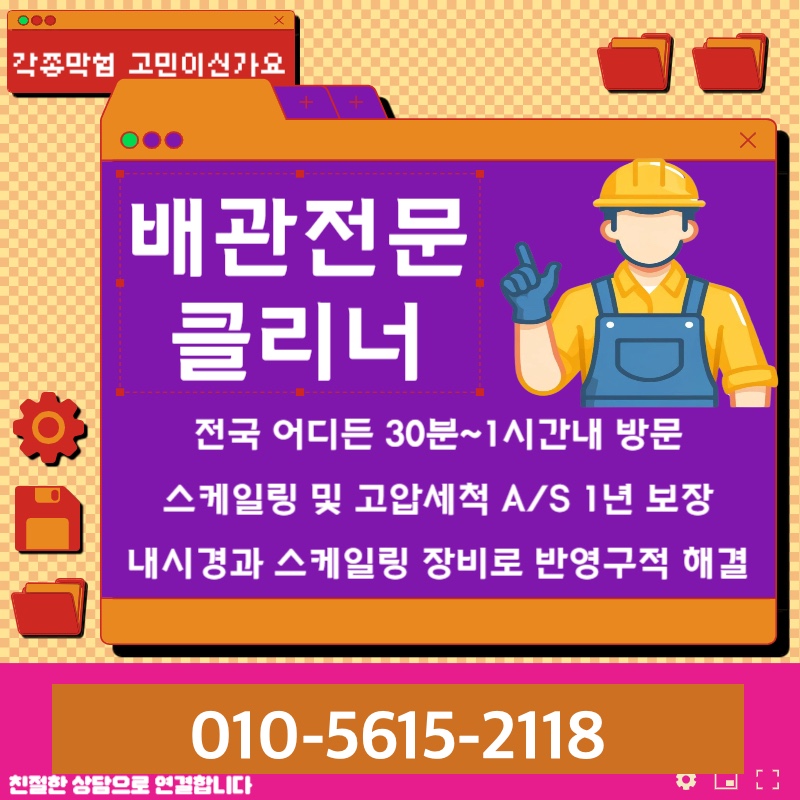 각종막험 고민이신가요
배관전문
클리너
전국 어디든 30분~1시간내 방문
스케일링 및 고압세척 A/S 1년 보장
내시경과 스케일링 장비로 반영구적 해결
010-5615-2118
친절한 상담으로 연결합니다